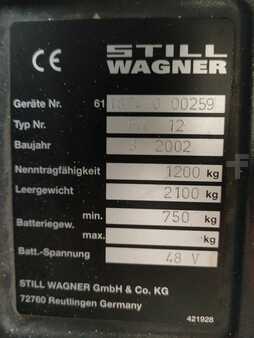 CE
STILL
WAGNER
Geräte Nr. 61 00259
Typ Nr. 12
Baujahr 2002
Nenntragfähigkeit 1200 kg
Leergewicht 2100 kg
Batteriegew. min. 750 kg
max. kg
Batt.-Spannung 48 V
STILL WAGNER GmbH & Co. KG
72760 Reutlingen Germany
421928